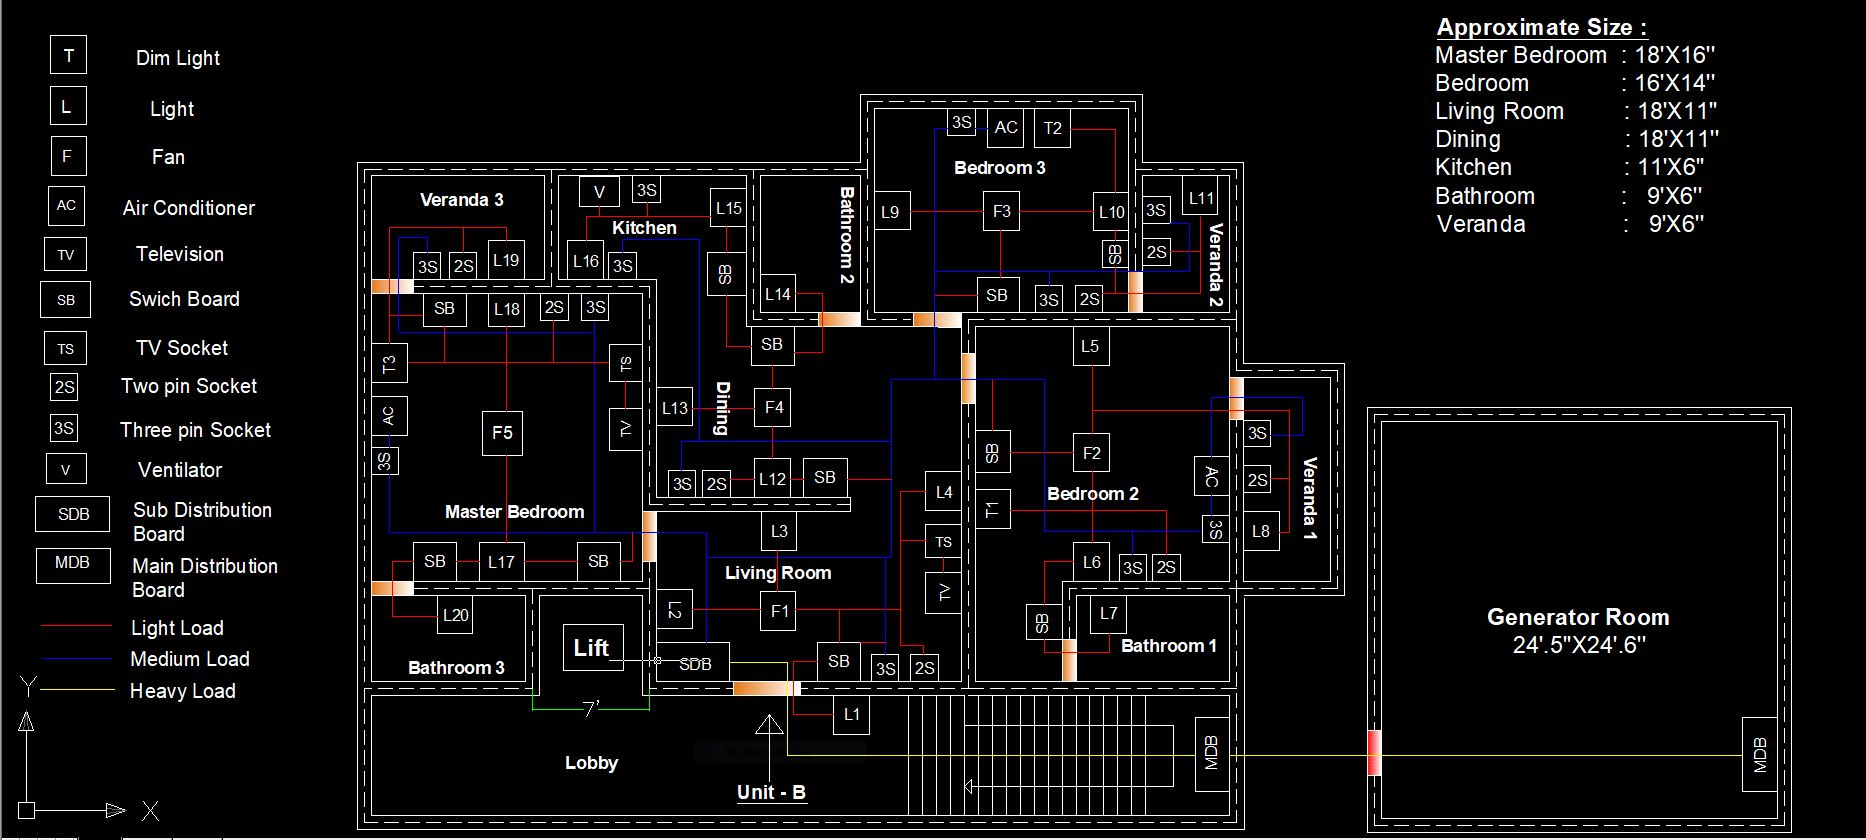 T Dim Light
L Light
F Fan
AC Air Conditioner
TV Television
SB Swich Board
TS TV Socket
2S Two pin Socket
3S Three pin Socket
V Ventilator
SDB Sub Distribution
Board
MDB Main Distribution
Board
Light Load
Medium Load
Heavy Load
Y
X
Approximate Size :
Master Bedroom : 18'X16"
Bedroom : 16'X14"
Living Room : 18'X11"
Dining : 18'X11"
Kitchen : 11'X6"
Bathroom : 9'X6"
Veranda : 9'X6"
Veranda 3
3S 2S L19
Kitchen
V 3S L15
L16 3S
SB
Bathroom 2
L14
Bedroom 3
3S AC T2
L9 F3 L10
SB
SB 3S 2S
Veranda 2
L11
3S
2S
Master Bedroom
SB L18 2S 3S
T3 TS
AC TV
3S
F5
SB L17 SB
Dining
SB
L13 F4
3S 2S L12 SB
Living Room
L3
L4
TS
TV
L2 F1
SDB SB 3S 2S
Bedroom 2
L5
SB F2
T1
AC
3S
L6 3S 2S
Veranda 1
3S
2S
L8
Bathroom 1
SB L7
Bathroom 3
L20
Lift
7'
L1
Lobby
Unit - B
MDB
Generator Room
24'.5"X24'.6"
MDB